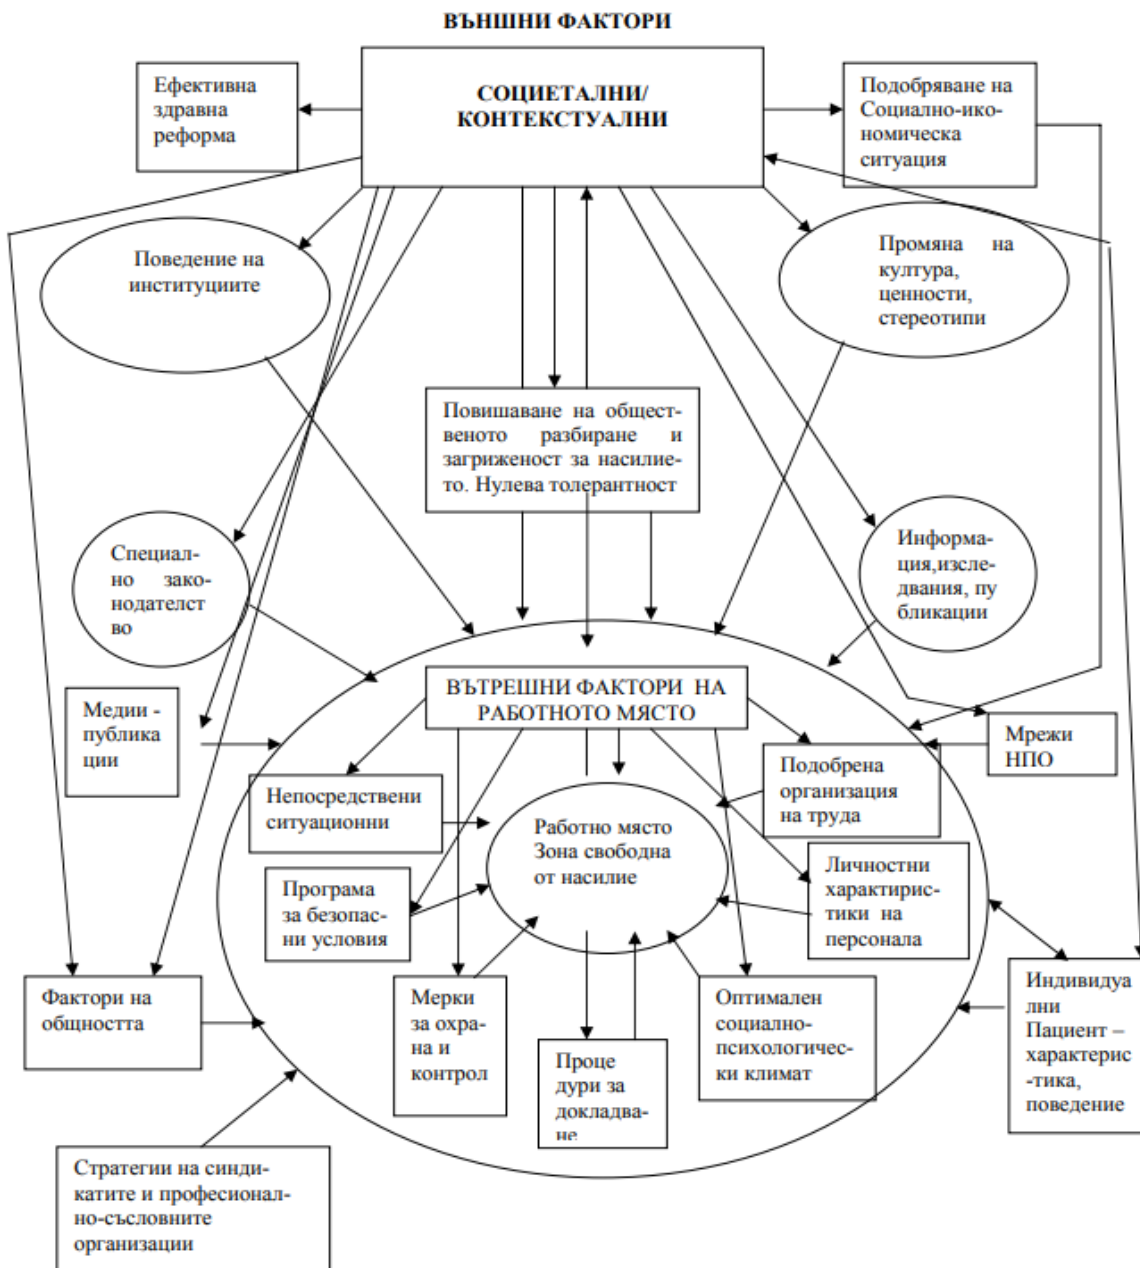 ВЪНШНИ ФАКТОРИ
Ефективна
здравна
реформа
СОЦИЕТАЛНИ/
КОНТЕКСТУАЛНИ
Подобряване на
Социално-ико-
номическа
ситуация
Поведение на
институциите
Промяна на
култура,
ценности,
стереотипи
Повишаване на общест-
веното разбиране и
загриженост за насилие-
то. Нулева толерантност
Специал-
но зако-
нодателст
во
Информа-
ция,изсле-
двания, пу
бликации
Медии -
публика
ции
ВЪТРЕШНИ ФАКТОРИ НА
РАБОТНОТО МЯСТО
Мрежи
НПО
Непосредствени
ситуационни
Подобрена
организация
на труда
Работно място
Зона свободна
от насилие
Програма
за безопас-
ни условия
Личностни
характирис-
тики на
персонала
Фактори на
общността
Мерки
за охра-
на и
контрол
Проце
дури за
докладва-
не
Оптимален
социално-
психологичес-
ки климат
Индивидуа
лни
Пациент –
характерис
-тика,
поведение
Стратегии на синди-
катите и професионал-
но-съсловните
организации